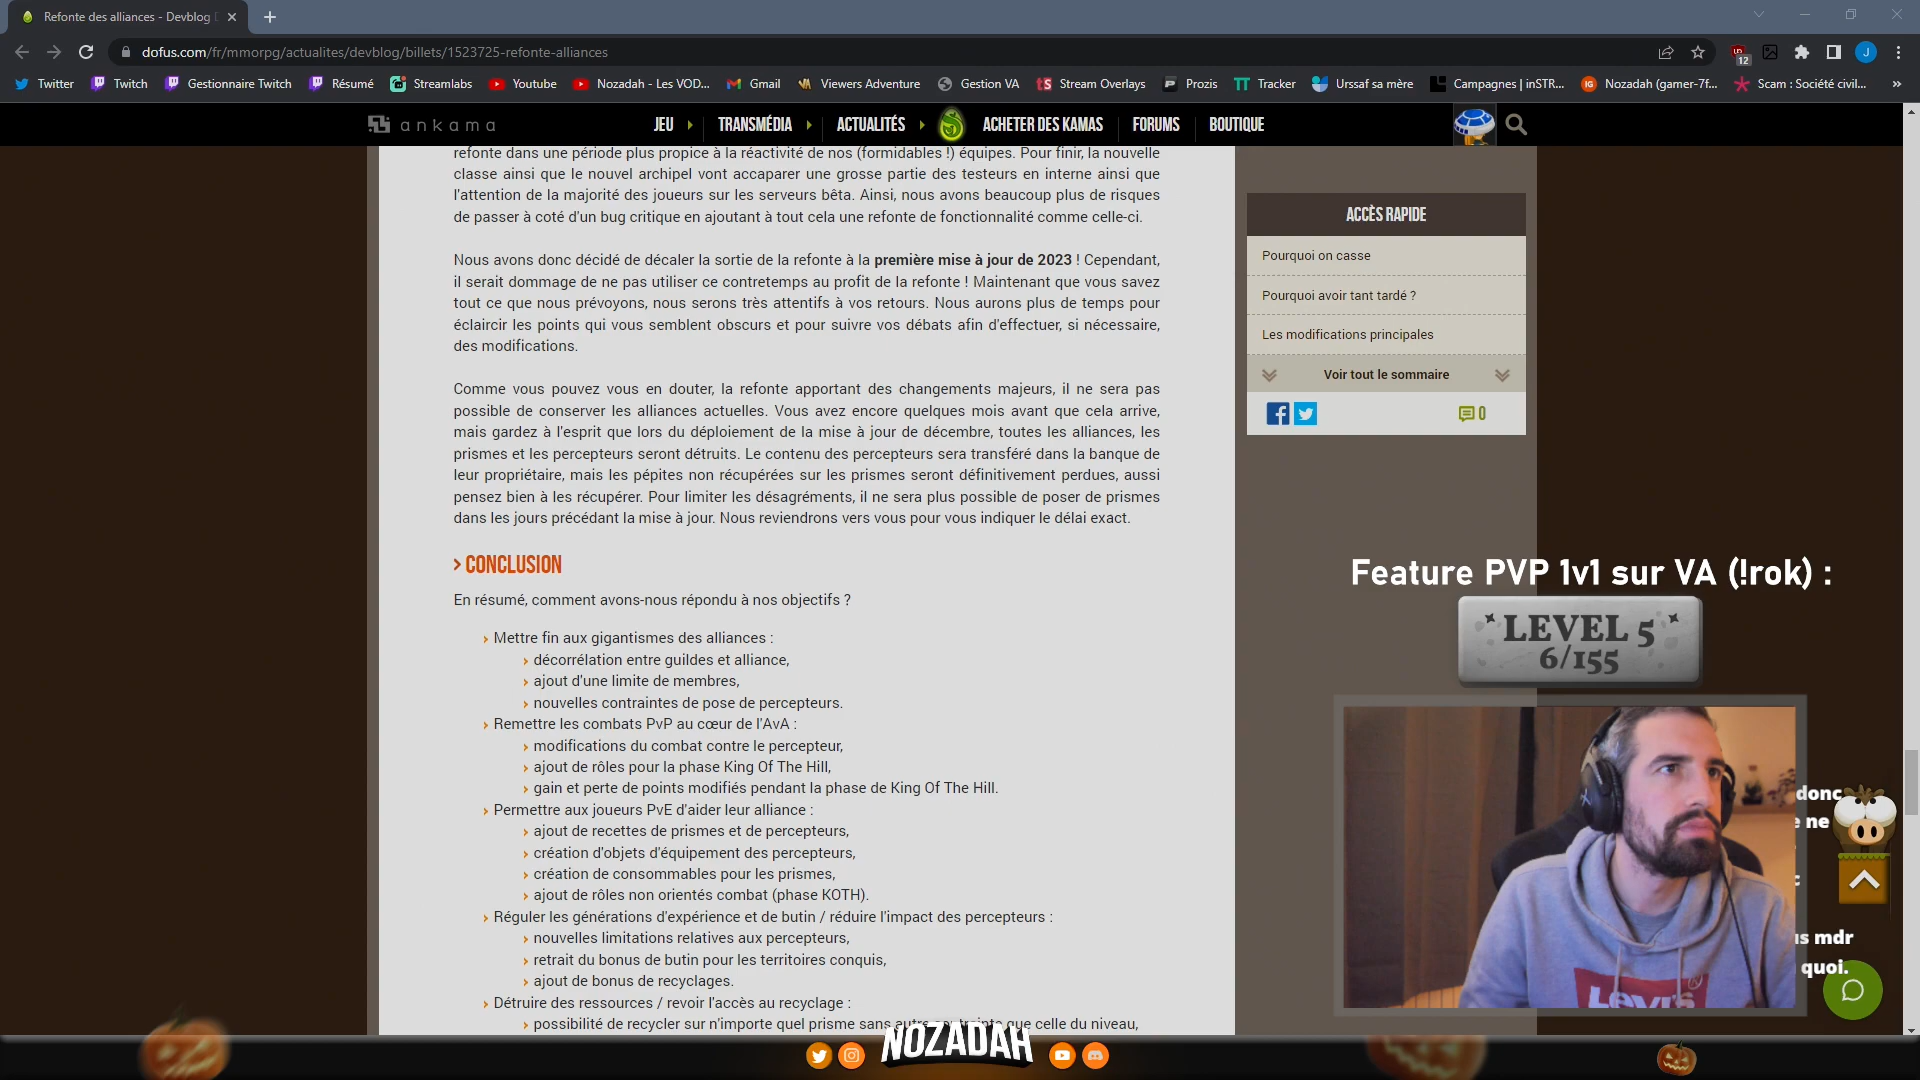 Refonte des alliances - Devblog
dofus.com/fr/mmorpg/actualites/devblog/billets/1523725-refonte-alliances
12
J
Twitter
Twitch
Gestionnaire Twitch
Résumé
Streamlabs
Youtube
Nozadah - Les VOD...
Gmail
Viewers Adventure
Gestion VA
Stream Overlays
Prozis
Tracker
Urssaf sa mère
Campagnes | inSTR...
Nozadah (gamer-7f...
Scam : Société civil...
»
ankama
JEU
TRANSMÉDIA
ACTUALITÉS
ACHETER DES KAMAS
FORUMS
BOUTIQUE
refonte dans une période plus propice à la réactivité de nos (formidables !) équipes. Pour finir, la nouvelle
classe ainsi que le nouvel archipel vont accaparer une grosse partie des testeurs en interne ainsi que
l'attention de la majorité des joueurs sur les serveurs bêta. Ainsi, nous avons beaucoup plus de risques
de passer à coté d'un bug critique en ajoutant à tout cela une refonte de fonctionnalité comme celle-ci.
Nous avons donc décidé de décaler la sortie de la refonte à la première mise à jour de 2023 ! Cependant,
il serait dommage de ne pas utiliser ce contretemps au profit de la refonte ! Maintenant que vous savez
tout ce que nous prévoyons, nous serons très attentifs à vos retours. Nous aurons plus de temps pour
éclaircir les points qui vous semblent obscurs et pour suivre vos débats afin d'effectuer, si nécessaire,
des modifications.
Comme vous pouvez vous en douter, la refonte apportant des changements majeurs, il ne sera pas
possible de conserver les alliances actuelles. Vous avez encore quelques mois avant que cela arrive,
mais gardez à l'esprit que lors du déploiement de la mise à jour de décembre, toutes les alliances, les
prismes et les percepteurs seront détruits. Le contenu des percepteurs sera transféré dans la banque de
leur propriétaire, mais les pépites non récupérées sur les prismes seront définitivement perdues, aussi
pensez bien à les récupérer. Pour limiter les désagréments, il ne sera plus possible de poser de prismes
dans les jours précédant la mise à jour. Nous reviendrons vers vous pour vous indiquer le délai exact.
CONCLUSION
En résumé, comment avons-nous répondu à nos objectifs ?
Mettre fin aux gigantismes des alliances :
décorrélation entre guildes et alliance,
ajout d'une limite de membres,
nouvelles contraintes de pose de percepteurs.
Remettre les combats PvP au cœur de l'AvA :
modifications du combat contre le percepteur,
ajout de rôles pour la phase King Of The Hill,
gain et perte de points modifiés pendant la phase de King Of The Hill.
Permettre aux joueurs PvE d'aider leur alliance :
ajout de recettes de prismes et de percepteurs,
création d'objets d'équipement des percepteurs,
création de consommables pour les prismes,
ajout de rôles non orientés combat (phase KOTH).
Réguler les générations d'expérience et de butin / réduire l'impact des percepteurs :
nouvelles limitations relatives aux percepteurs,
retrait du bonus de butin pour les territoires conquis,
ajout de bonus de recyclages.
Détruire des ressources / revoir l'accès au recyclage :
possibilité de recycler sur n'importe quel prisme sans autre contrainte que celle du niveau,
ACCÈS RAPIDE
Pourquoi on casse
Pourquoi avoir tant tardé ?
Les modifications principales
Voir tout le sommaire
0
Feature PVP 1v1 sur VA (!rok) :
LEVEL 5
6/155
donc
ne
mdr
quoi.
Levi's
NOZADAH